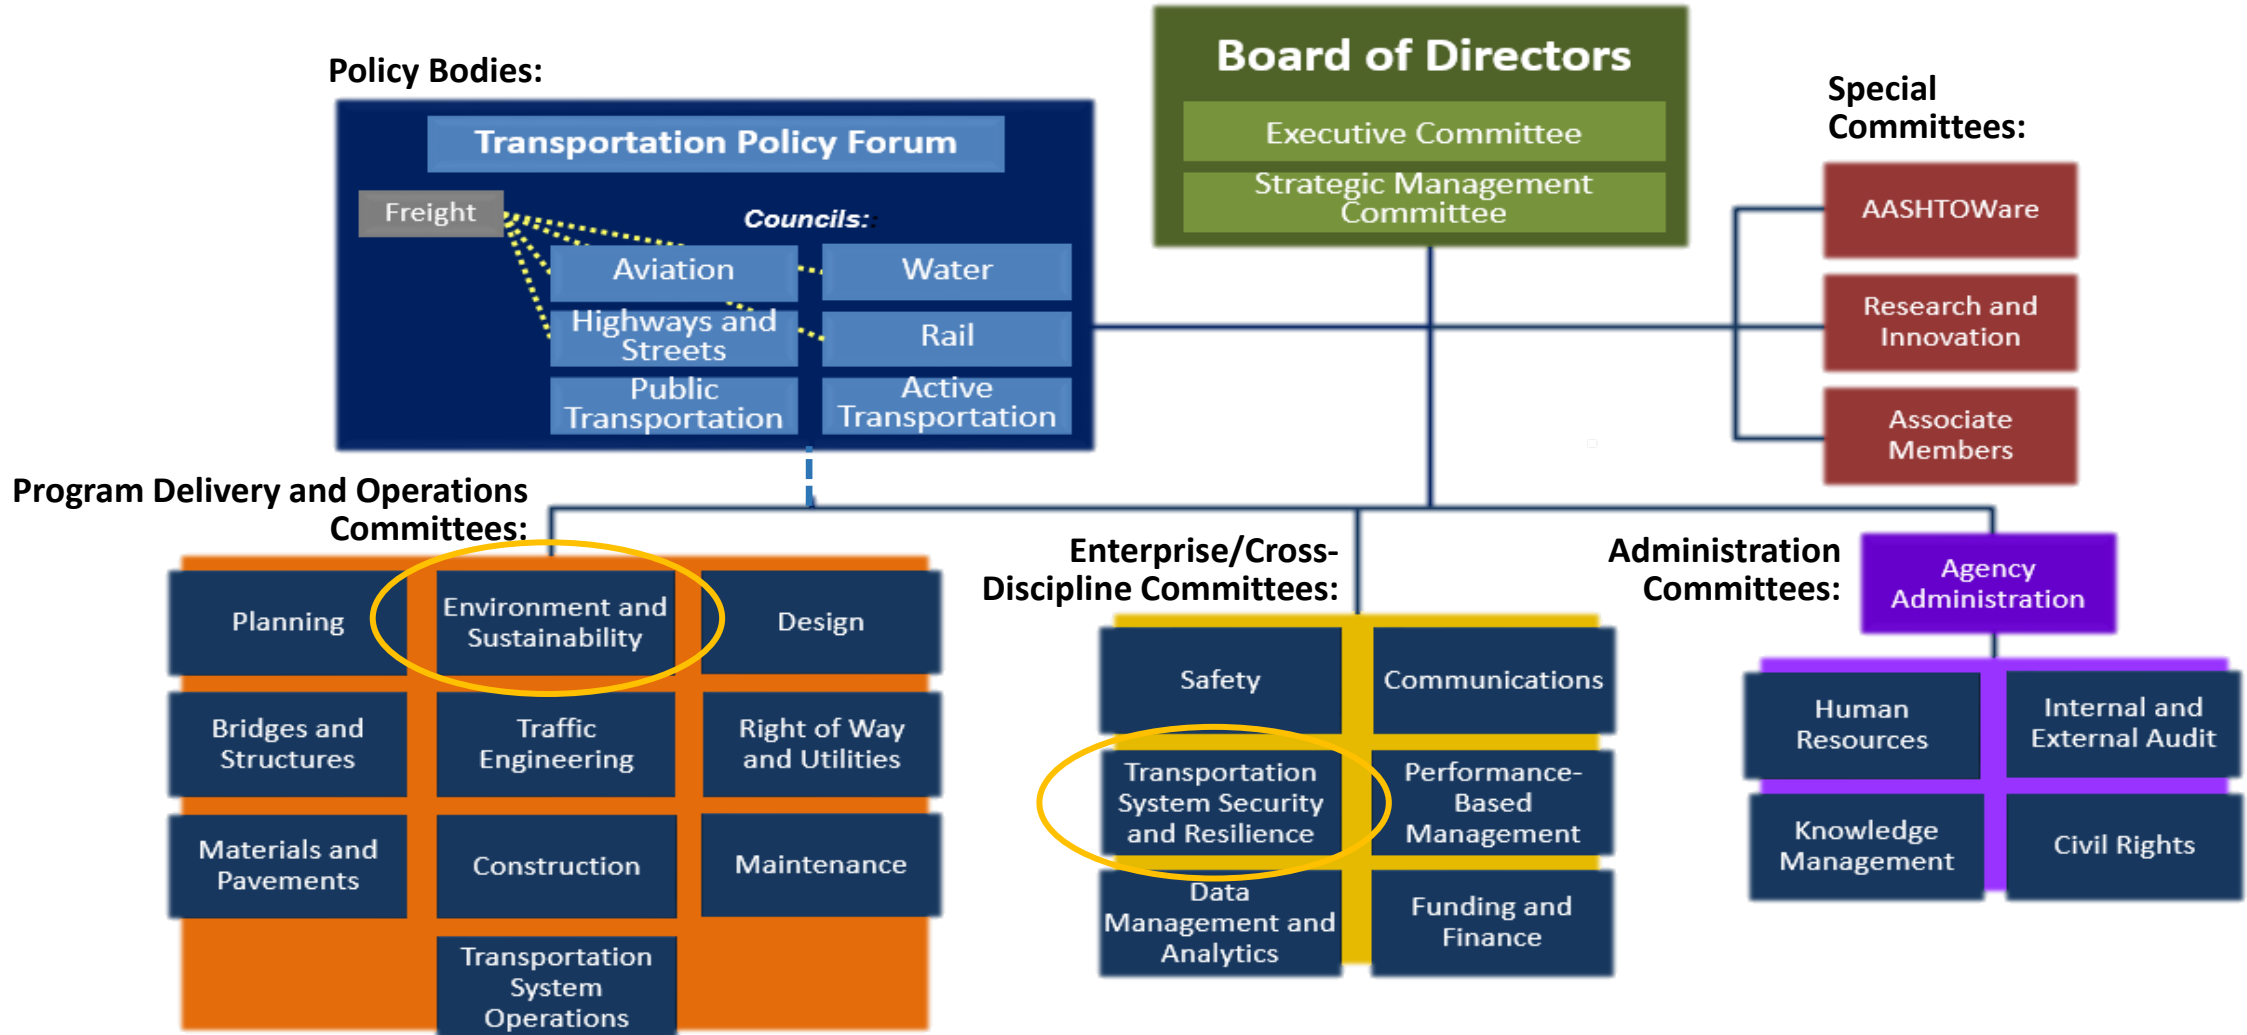 Policy Bodies:
Transportation Policy Forum
Freight
Councils:
Aviation
Water
Highways and
Streets
Rail
Public
Transportation
Active
Transportation
Board of Directors
Executive Committee
Strategic Management
Committee
Special
Committees:
AASHTOWare
Research and
Innovation
Associate
Members
Program Delivery and Operations
Committees:
Planning
Environment and
Sustainability
Design
Bridges and
Structures
Traffic
Engineering
Right of Way
and Utilities
Materials and
Pavements
Construction
Maintenance
Transportation
System
Operations
Enterprise/Cross-
Discipline Committees:
Safety
Communications
Transportation
System Security
and Resilience
Performance-
Based
Management
Data
Management and
Analytics
Funding and
Finance
Administration
Committees:
Agency
Administration
Human
Resources
Internal and
External Audit
Knowledge
Management
Civil Rights